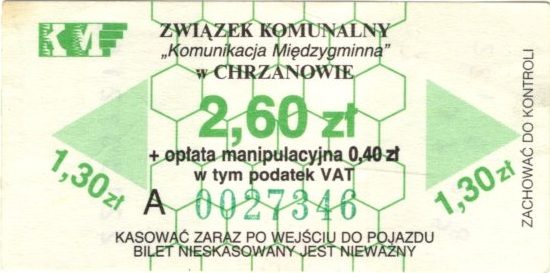 KM
ZWIĄZEK KOMUNALNY
„Komunikacja Międzygminna”
w CHRZANOWIE
2,60 zł
+ opłata manipulacyjna 0,40 zł
w tym podatek VAT
1,30 zł
1,30 zł
A 0027346
KASOWAĆ ZARAZ PO WEJŚCIU DO POJAZDU
BILET NIESKASOWANY JEST NIEWAŻNY
ZACHOWAĆ DO KONTROLI